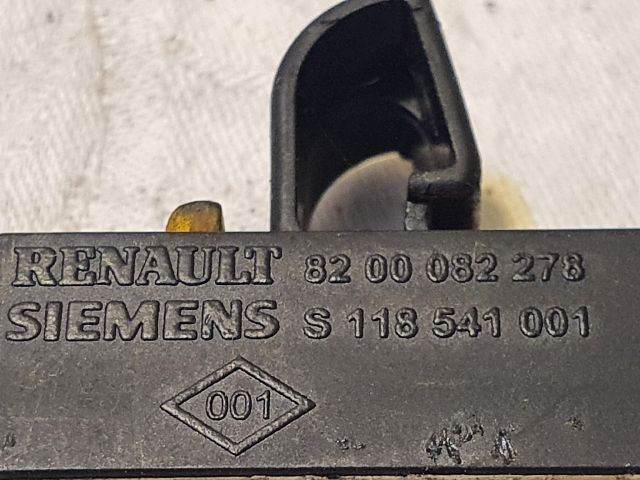 RENAULT 82 00 082 278
SIEMENS S 118 541 001
001